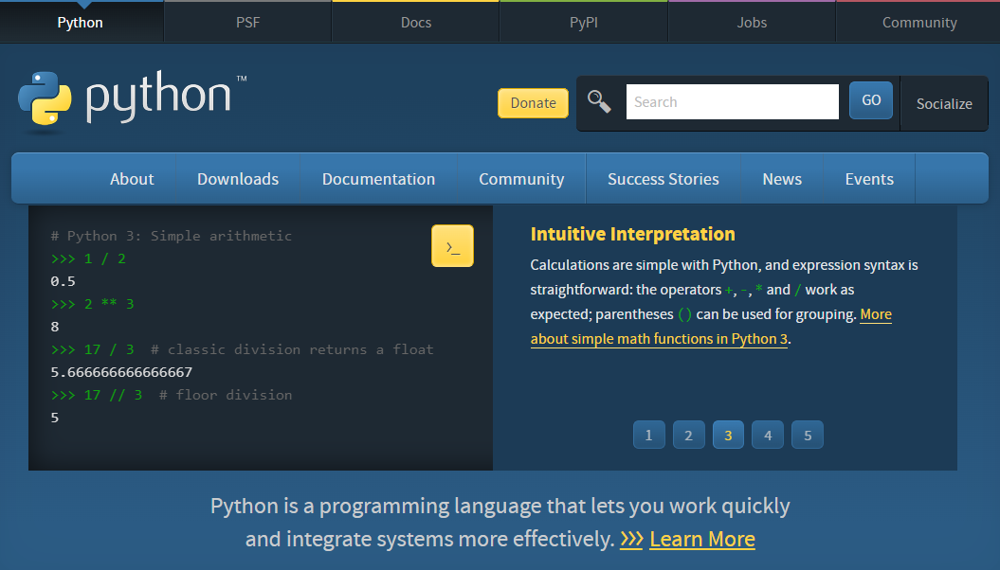 Python PSF Docs PyPI Jobs Community
python™
Donate Search GO Socialize
About Downloads Documentation Community Success Stories News Events
# Python 3: Simple arithmetic
>>> 1 / 2
0.5
>>> 2 ** 3
8
>>> 17 / 3  # classic division returns a float
5.666666666666667
>>> 17 // 3  # floor division
5
>_
Intuitive Interpretation
Calculations are simple with Python, and expression syntax is
straightforward: the operators +, -, * and / work as
expected; parentheses () can be used for grouping. More
about simple math functions in Python 3.
1 2 3 4 5
Python is a programming language that lets you work quickly
and integrate systems more effectively. >>> Learn More